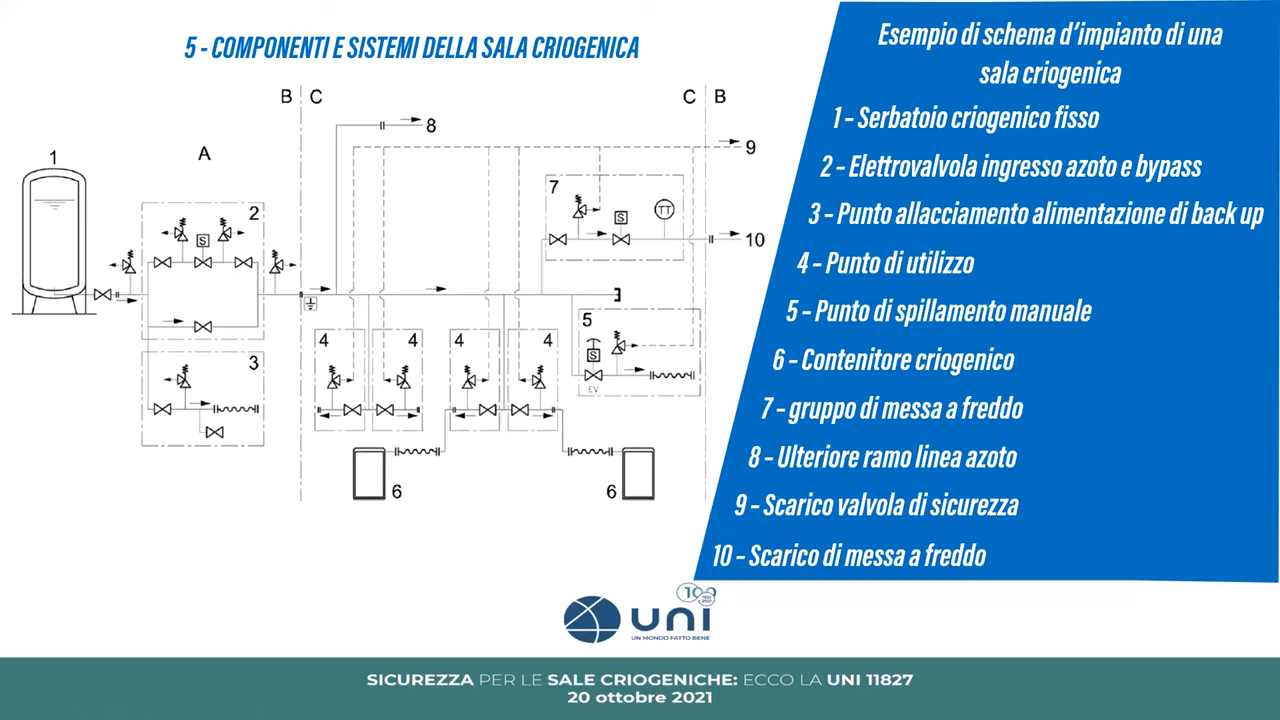 5 - COMPONENTI E SISTEMI DELLA SALA CRIOGENICA
Esempio di schema d'impianto di una
sala criogenica
1 – Serbatoio criogenico fisso
2 – Elettrovalvola ingresso azoto e bypass
3 – Punto allacciamento alimentazione di back up
4 – Punto di utilizzo
5 – Punto di spillamento manuale
6 – Contenitore criogenico
7 – gruppo di messa a freddo
8 – Ulteriore ramo linea azoto
9 – Scarico valvola di sicurezza
10 – Scarico di messa a freddo
B C
C B
8
9
A
1
2
S
7
S
TT
10
3
4
4
4
4
5
S
EV
6
6
100
1921
2021
uni
UN MONDO FATTO BENE
SICUREZZA PER LE SALE CRIOGENICHE: ECCO LA UNI 11827
20 ottobre 2021